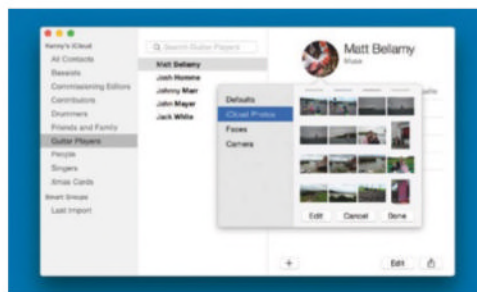 Kenny's iCloud
All Contacts
Bassists
Commissioning Editors
Contributors
Drummers
Friends and Family
Guitar Players
People
Singers
Xmas Cards
Smart Groups
Last Import
Search Guitar Players
Matt Bellamy
Josh Homme
Johnny Marr
John Mayer
Jack White
Matt Bellamy
Muse
Defaults
iCloud Photos
Faces
Camera
Edit
Cancel
Done
+
Edit